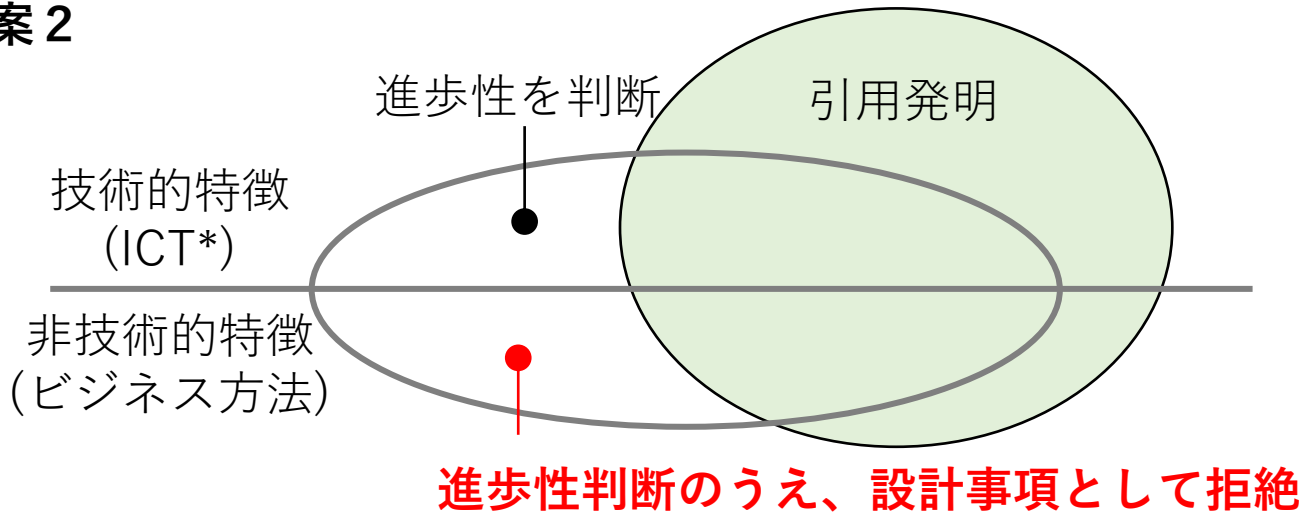 案２
進歩性を判断
引用発明
技術的特徴
(ICT*)
非技術的特徴
(ビジネス方法)
進歩性判断のうえ、設計事項として拒絶